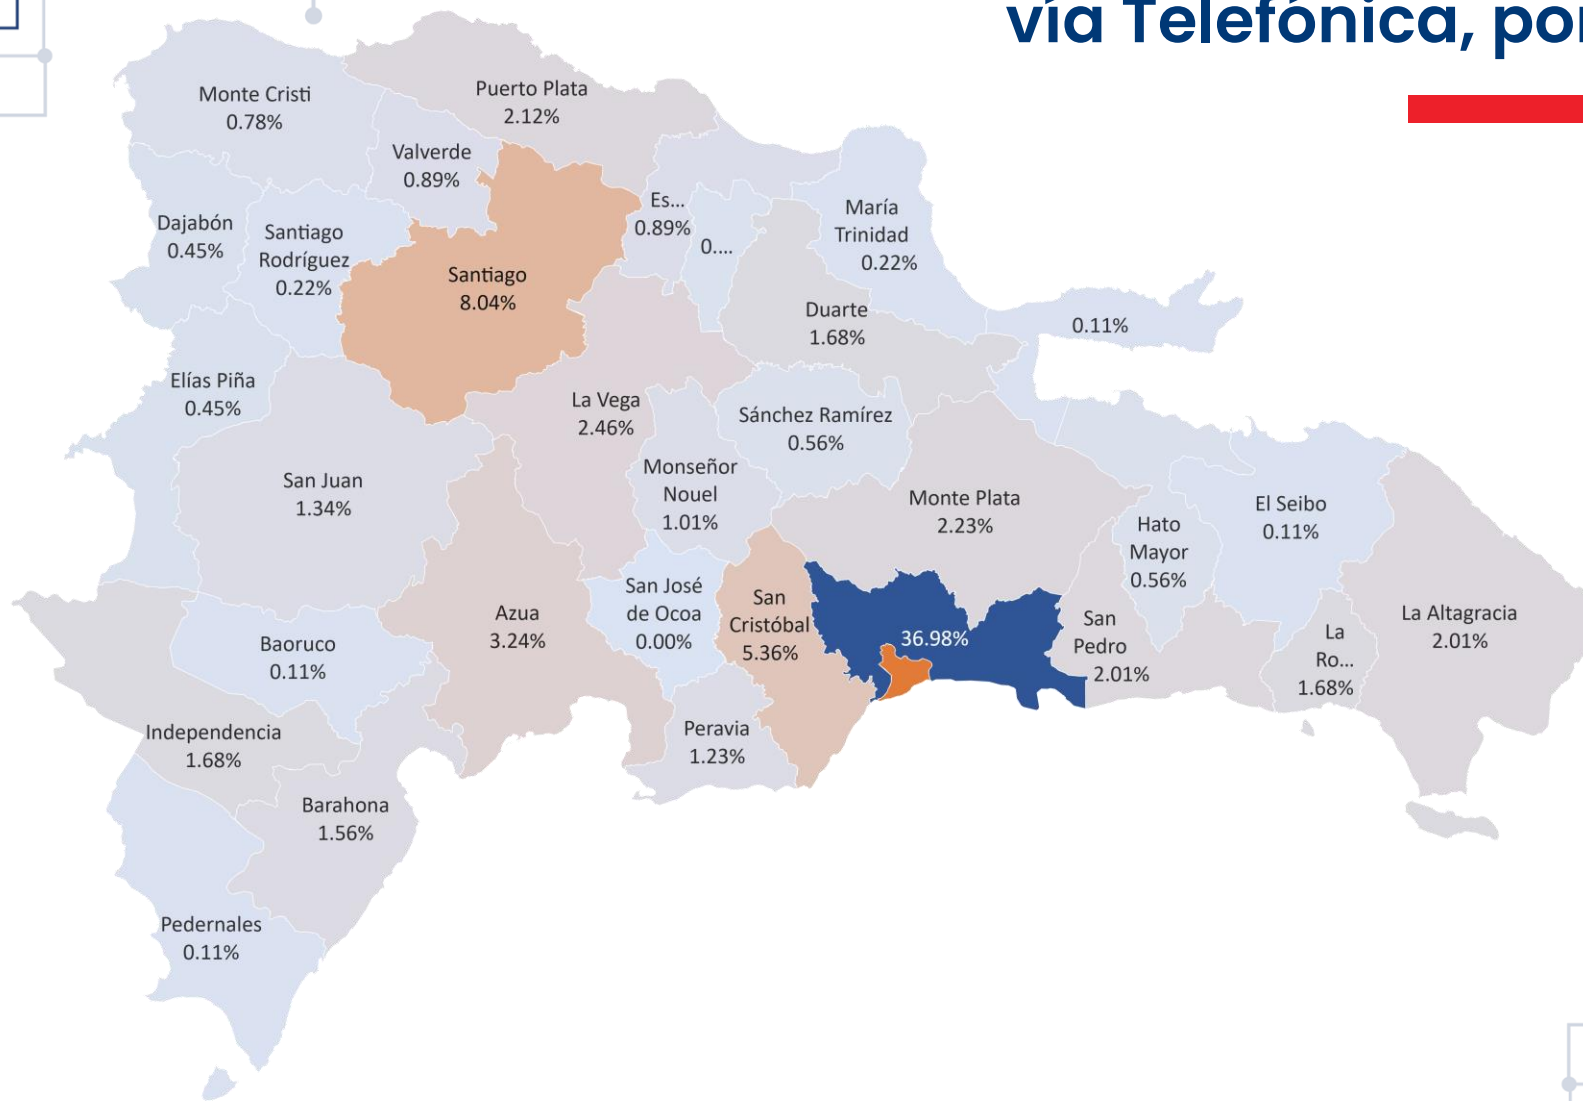 vía Telefónica, por
Monte Cristi
0.78%
Puerto Plata
2.12%
Valverde
0.89%
Dajabón
0.45%
Santiago
Rodríguez
0.22%
Santiago
8.04%
Es...
0.89%
0....
María
Trinidad
0.22%
Duarte
1.68%
0.11%
Elías Piña
0.45%
La Vega
2.46%
Sánchez Ramírez
0.56%
San Juan
1.34%
Monseñor
Nouel
1.01%
Monte Plata
2.23%
Hato
Mayor
0.56%
El Seibo
0.11%
San José
de Ocoa
0.00%
San
Cristóbal
5.36%
36.98%
San
Pedro
2.01%
La
Ro...
1.68%
La Altagracia
2.01%
Azua
3.24%
Baoruco
0.11%
Independencia
1.68%
Peravia
1.23%
Barahona
1.56%
Pedernales
0.11%